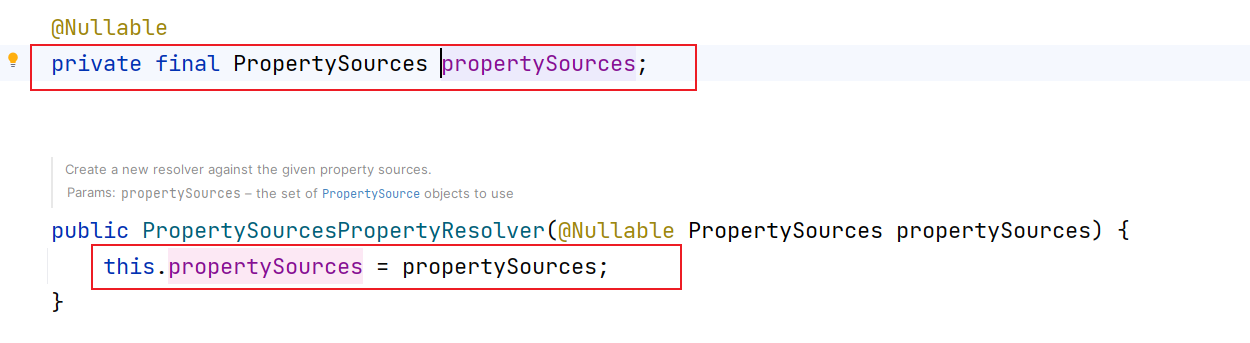 @Nullable
private final PropertySources propertySources;
Create a new resolver against the given property sources.
Params: propertySources – the set of PropertySource objects to use
public PropertySourcesPropertyResolver(@Nullable PropertySources propertySources) {
this.propertySources = propertySources;
}